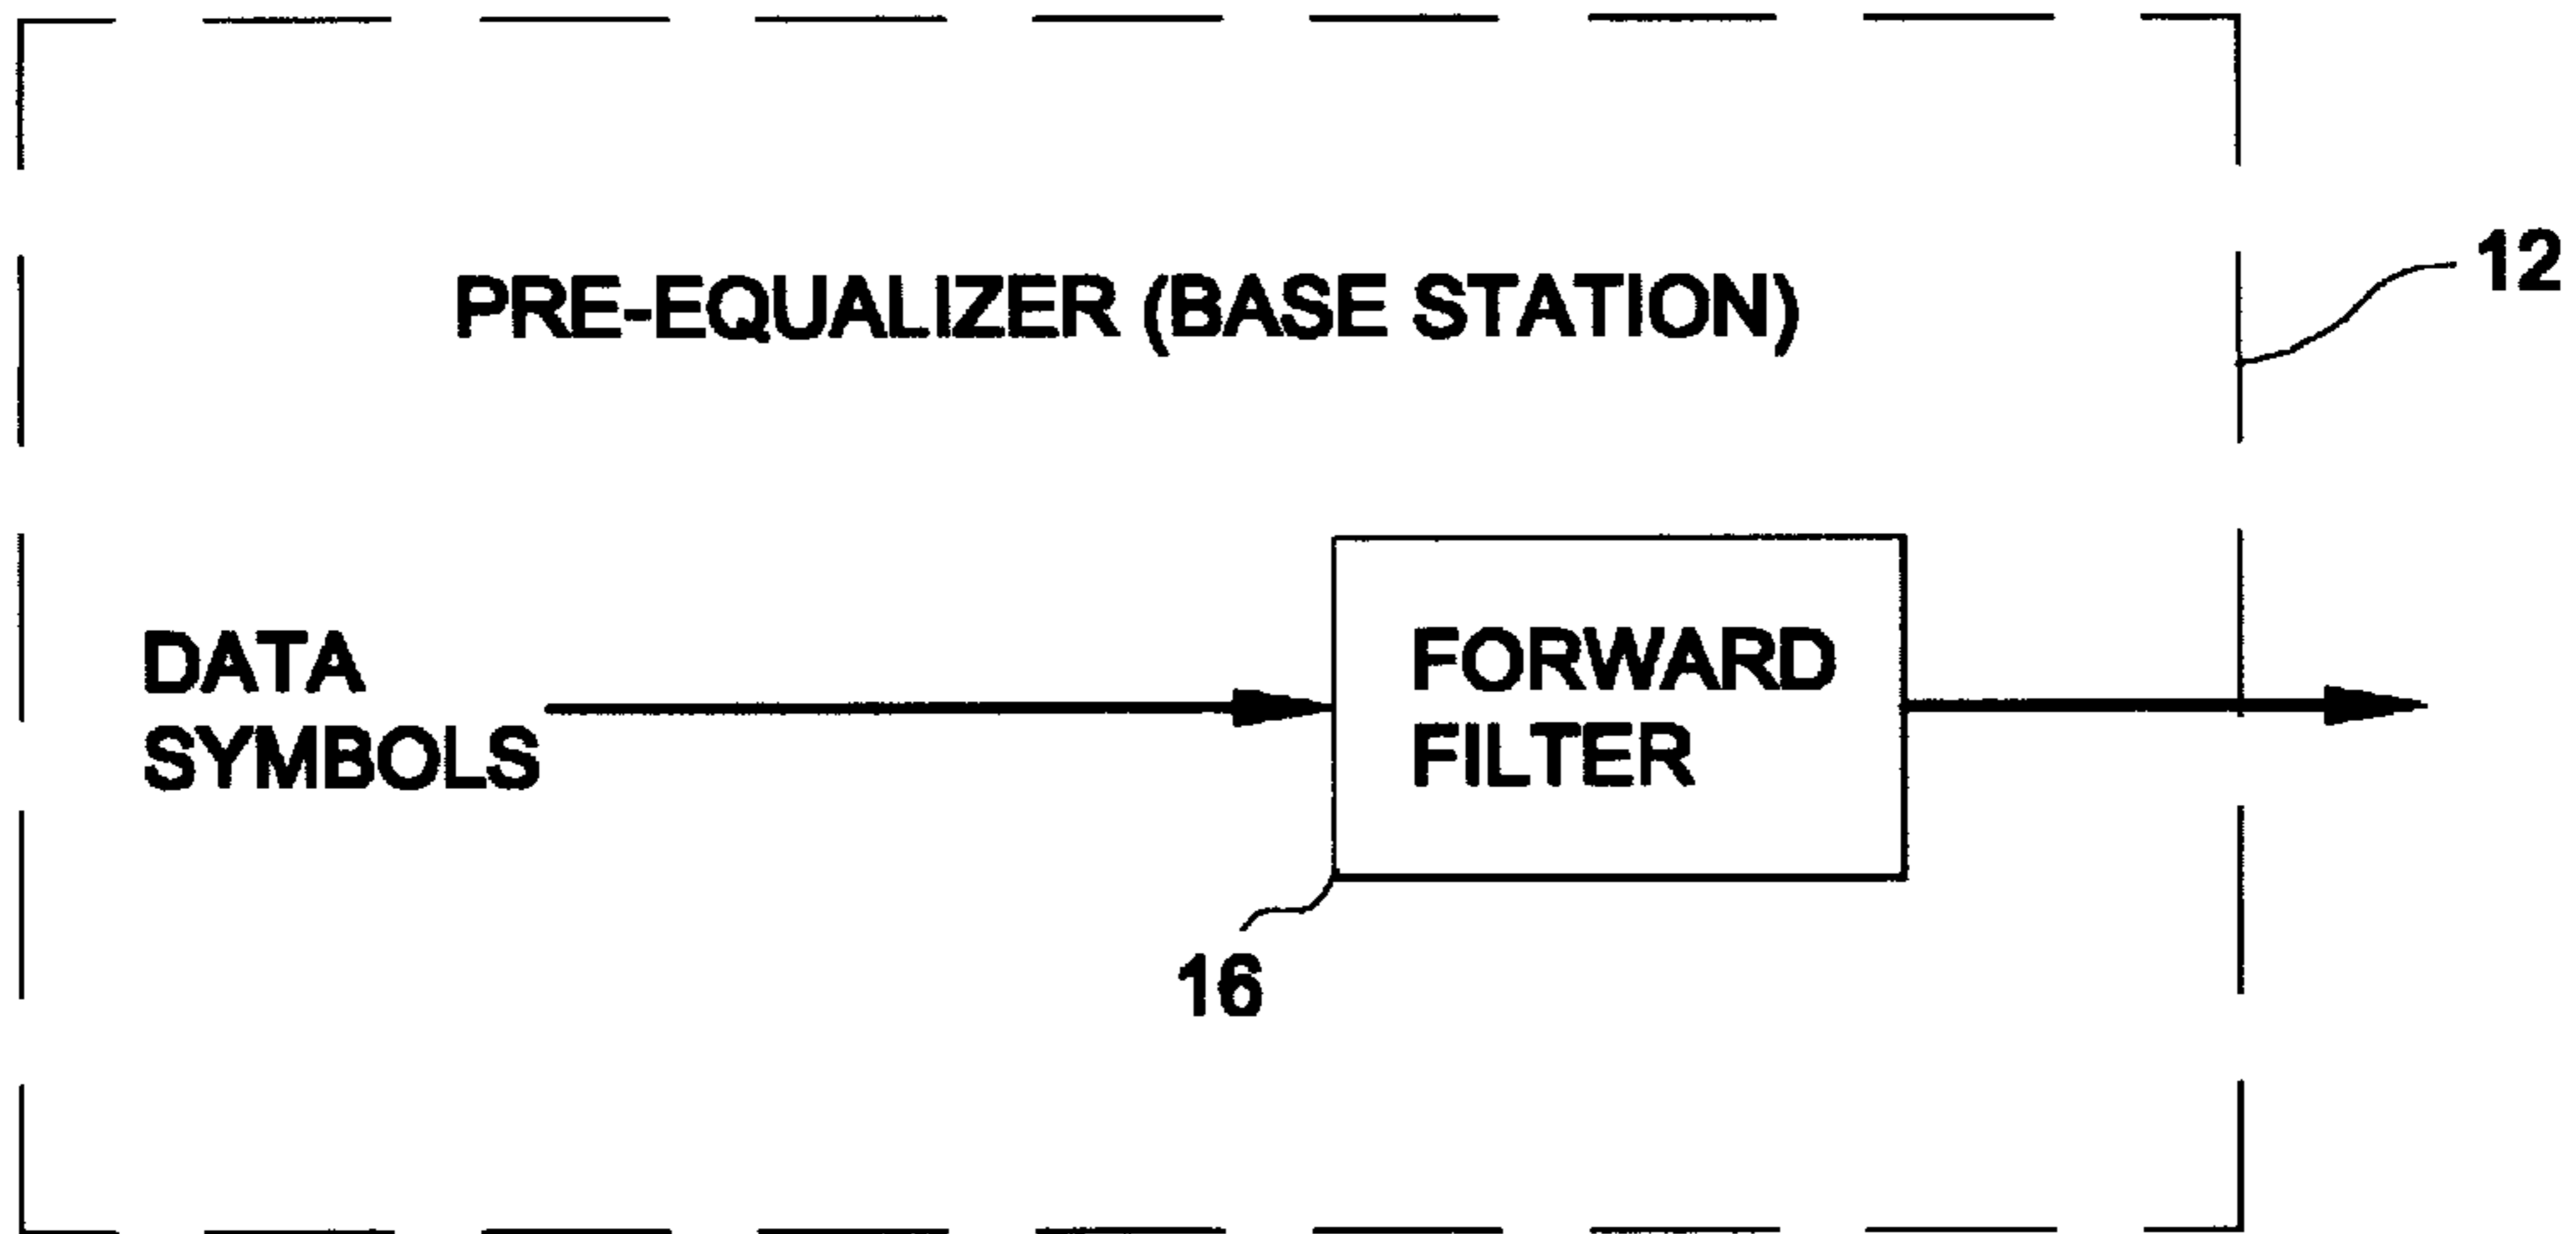 PRE-EQUALIZER (BASE STATION)
12
DATA
SYMBOLS
FORWARD
FILTER
16